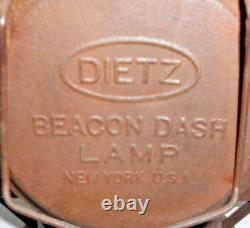 DIETZ
BEACON DASH
LAMP
NEW YORK U.S.A
ebay